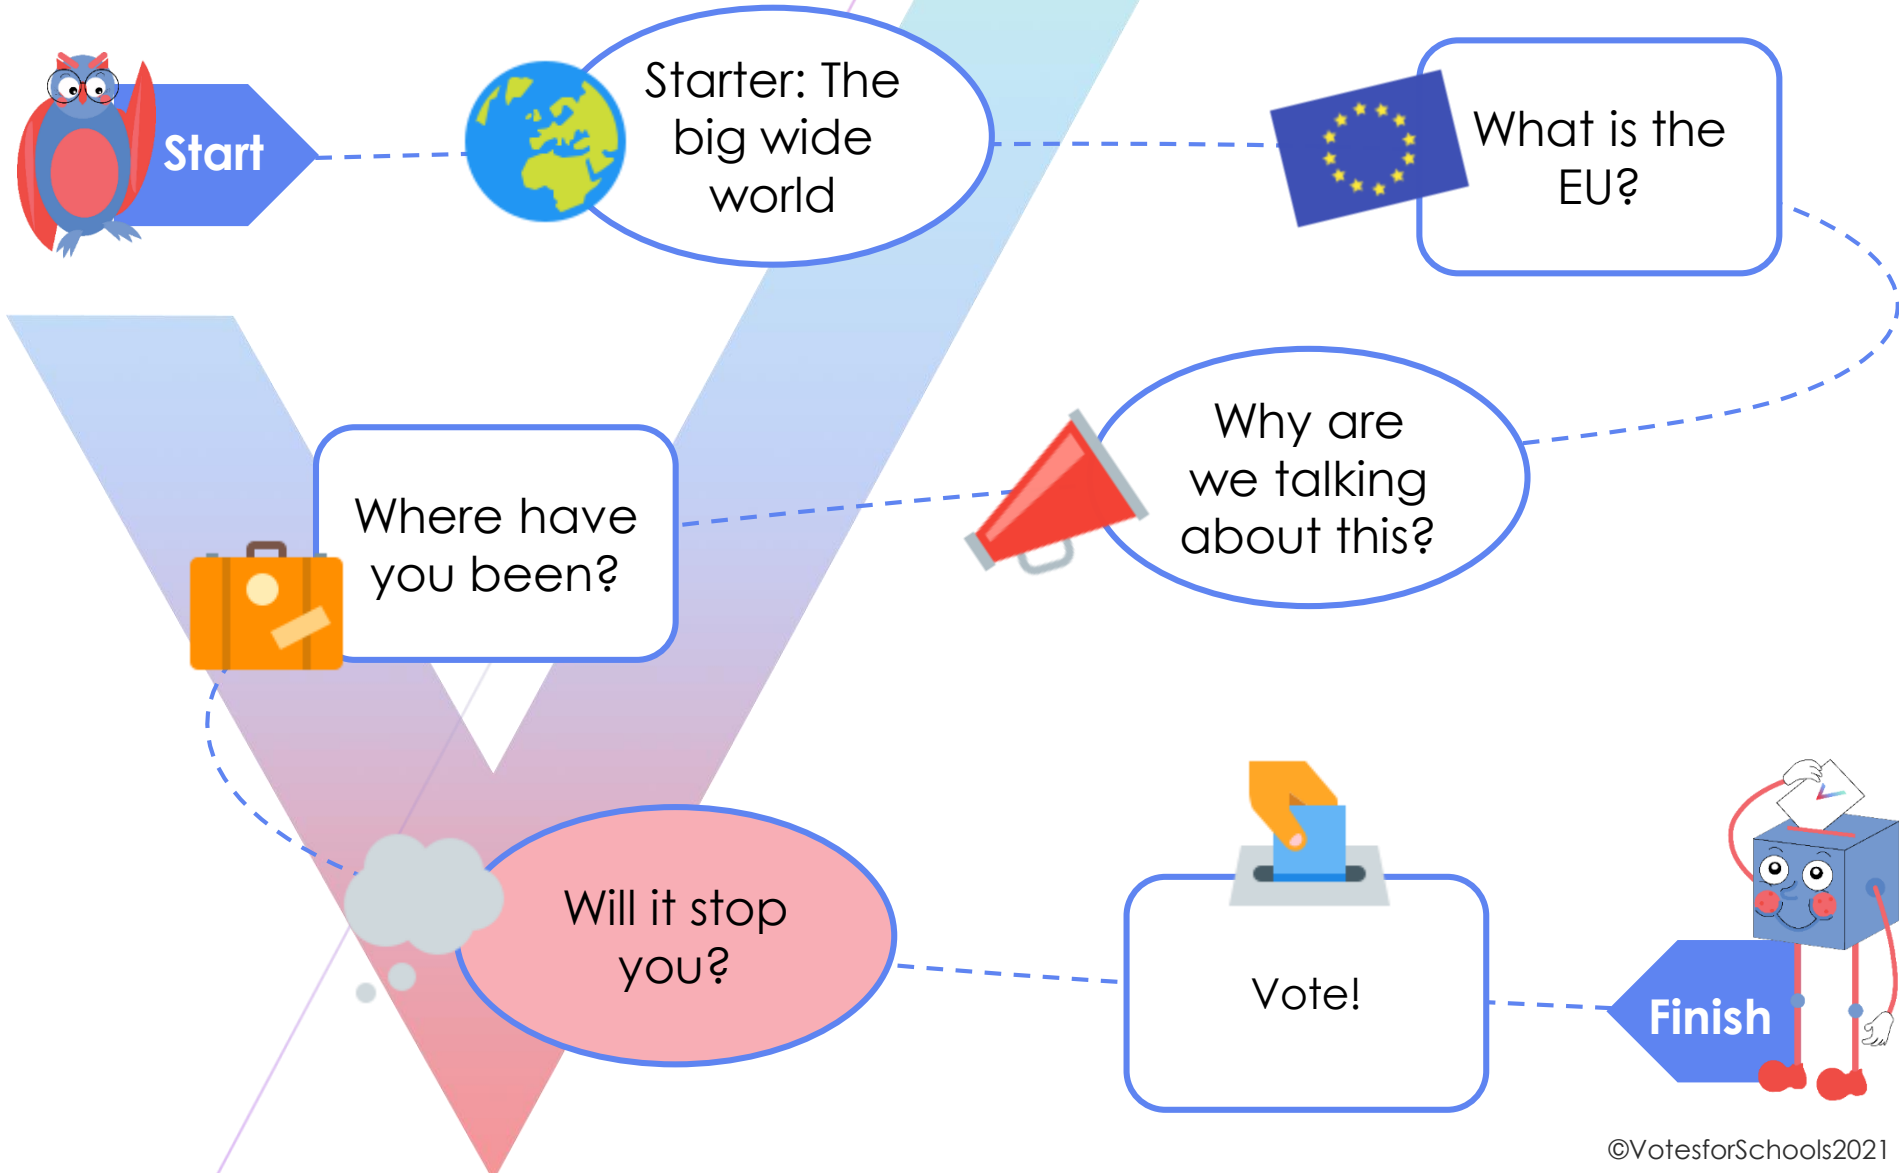 Start
Starter: The
big wide
world
What is the
EU?
Why are
we talking
about this?
Where have
you been?
Will it stop
you?
Vote!
Finish
©VotesforSchools2021